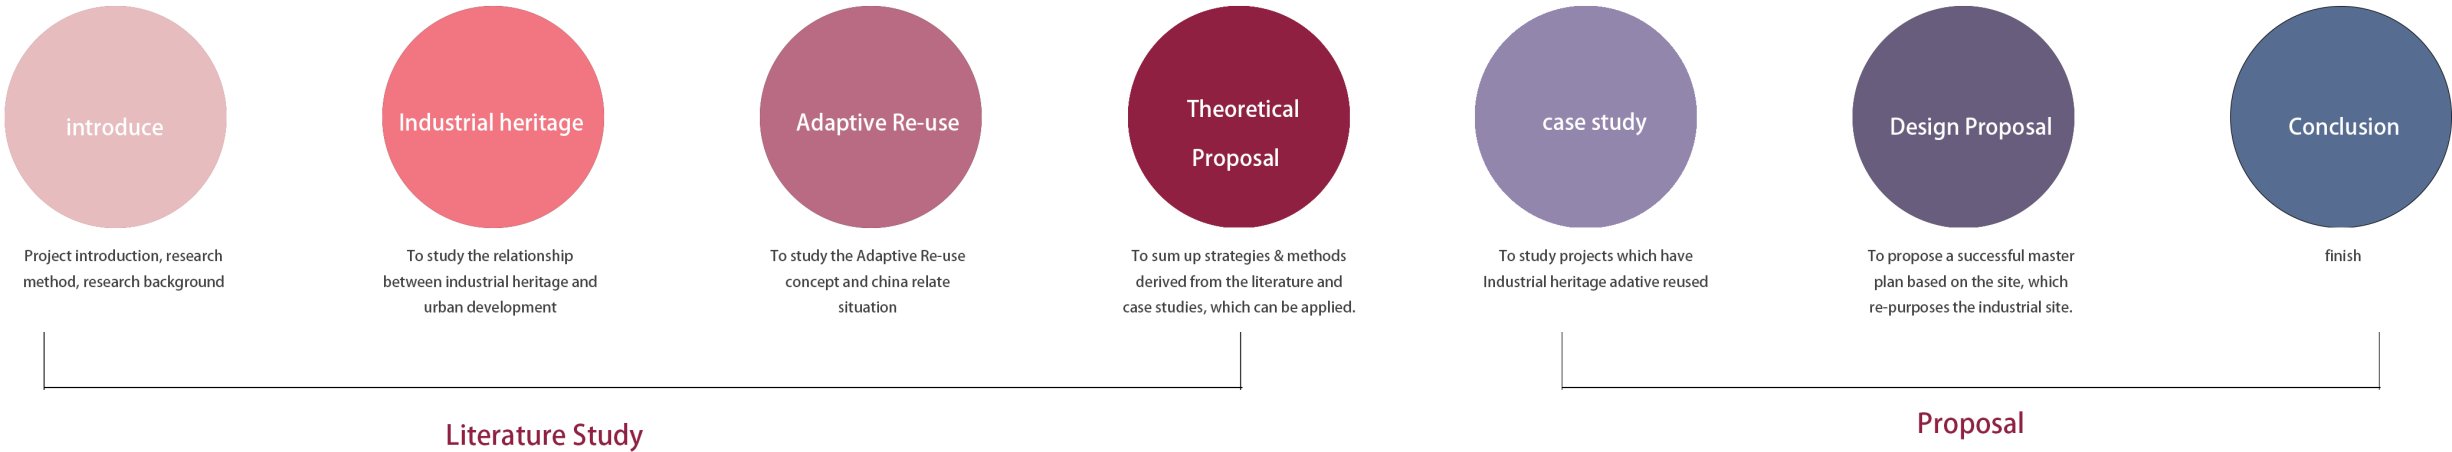 introduce
Industrial heritage
Adaptive Re-use
Theoretical
Proposal
case study
Design Proposal
Conclusion
Project introduction, research
method, research background
To study the relationship
between industrial heritage and
urban development
To study the Adaptive Re-use
concept and china relate
situation
To sum up strategies & methods
derived from the literature and
case studies, which can be applied.
To study projects which have
Industrial heritage adative reused
To propose a successful master
plan based on the site, which
re-purposes the industrial site.
finish
Literature Study
Proposal